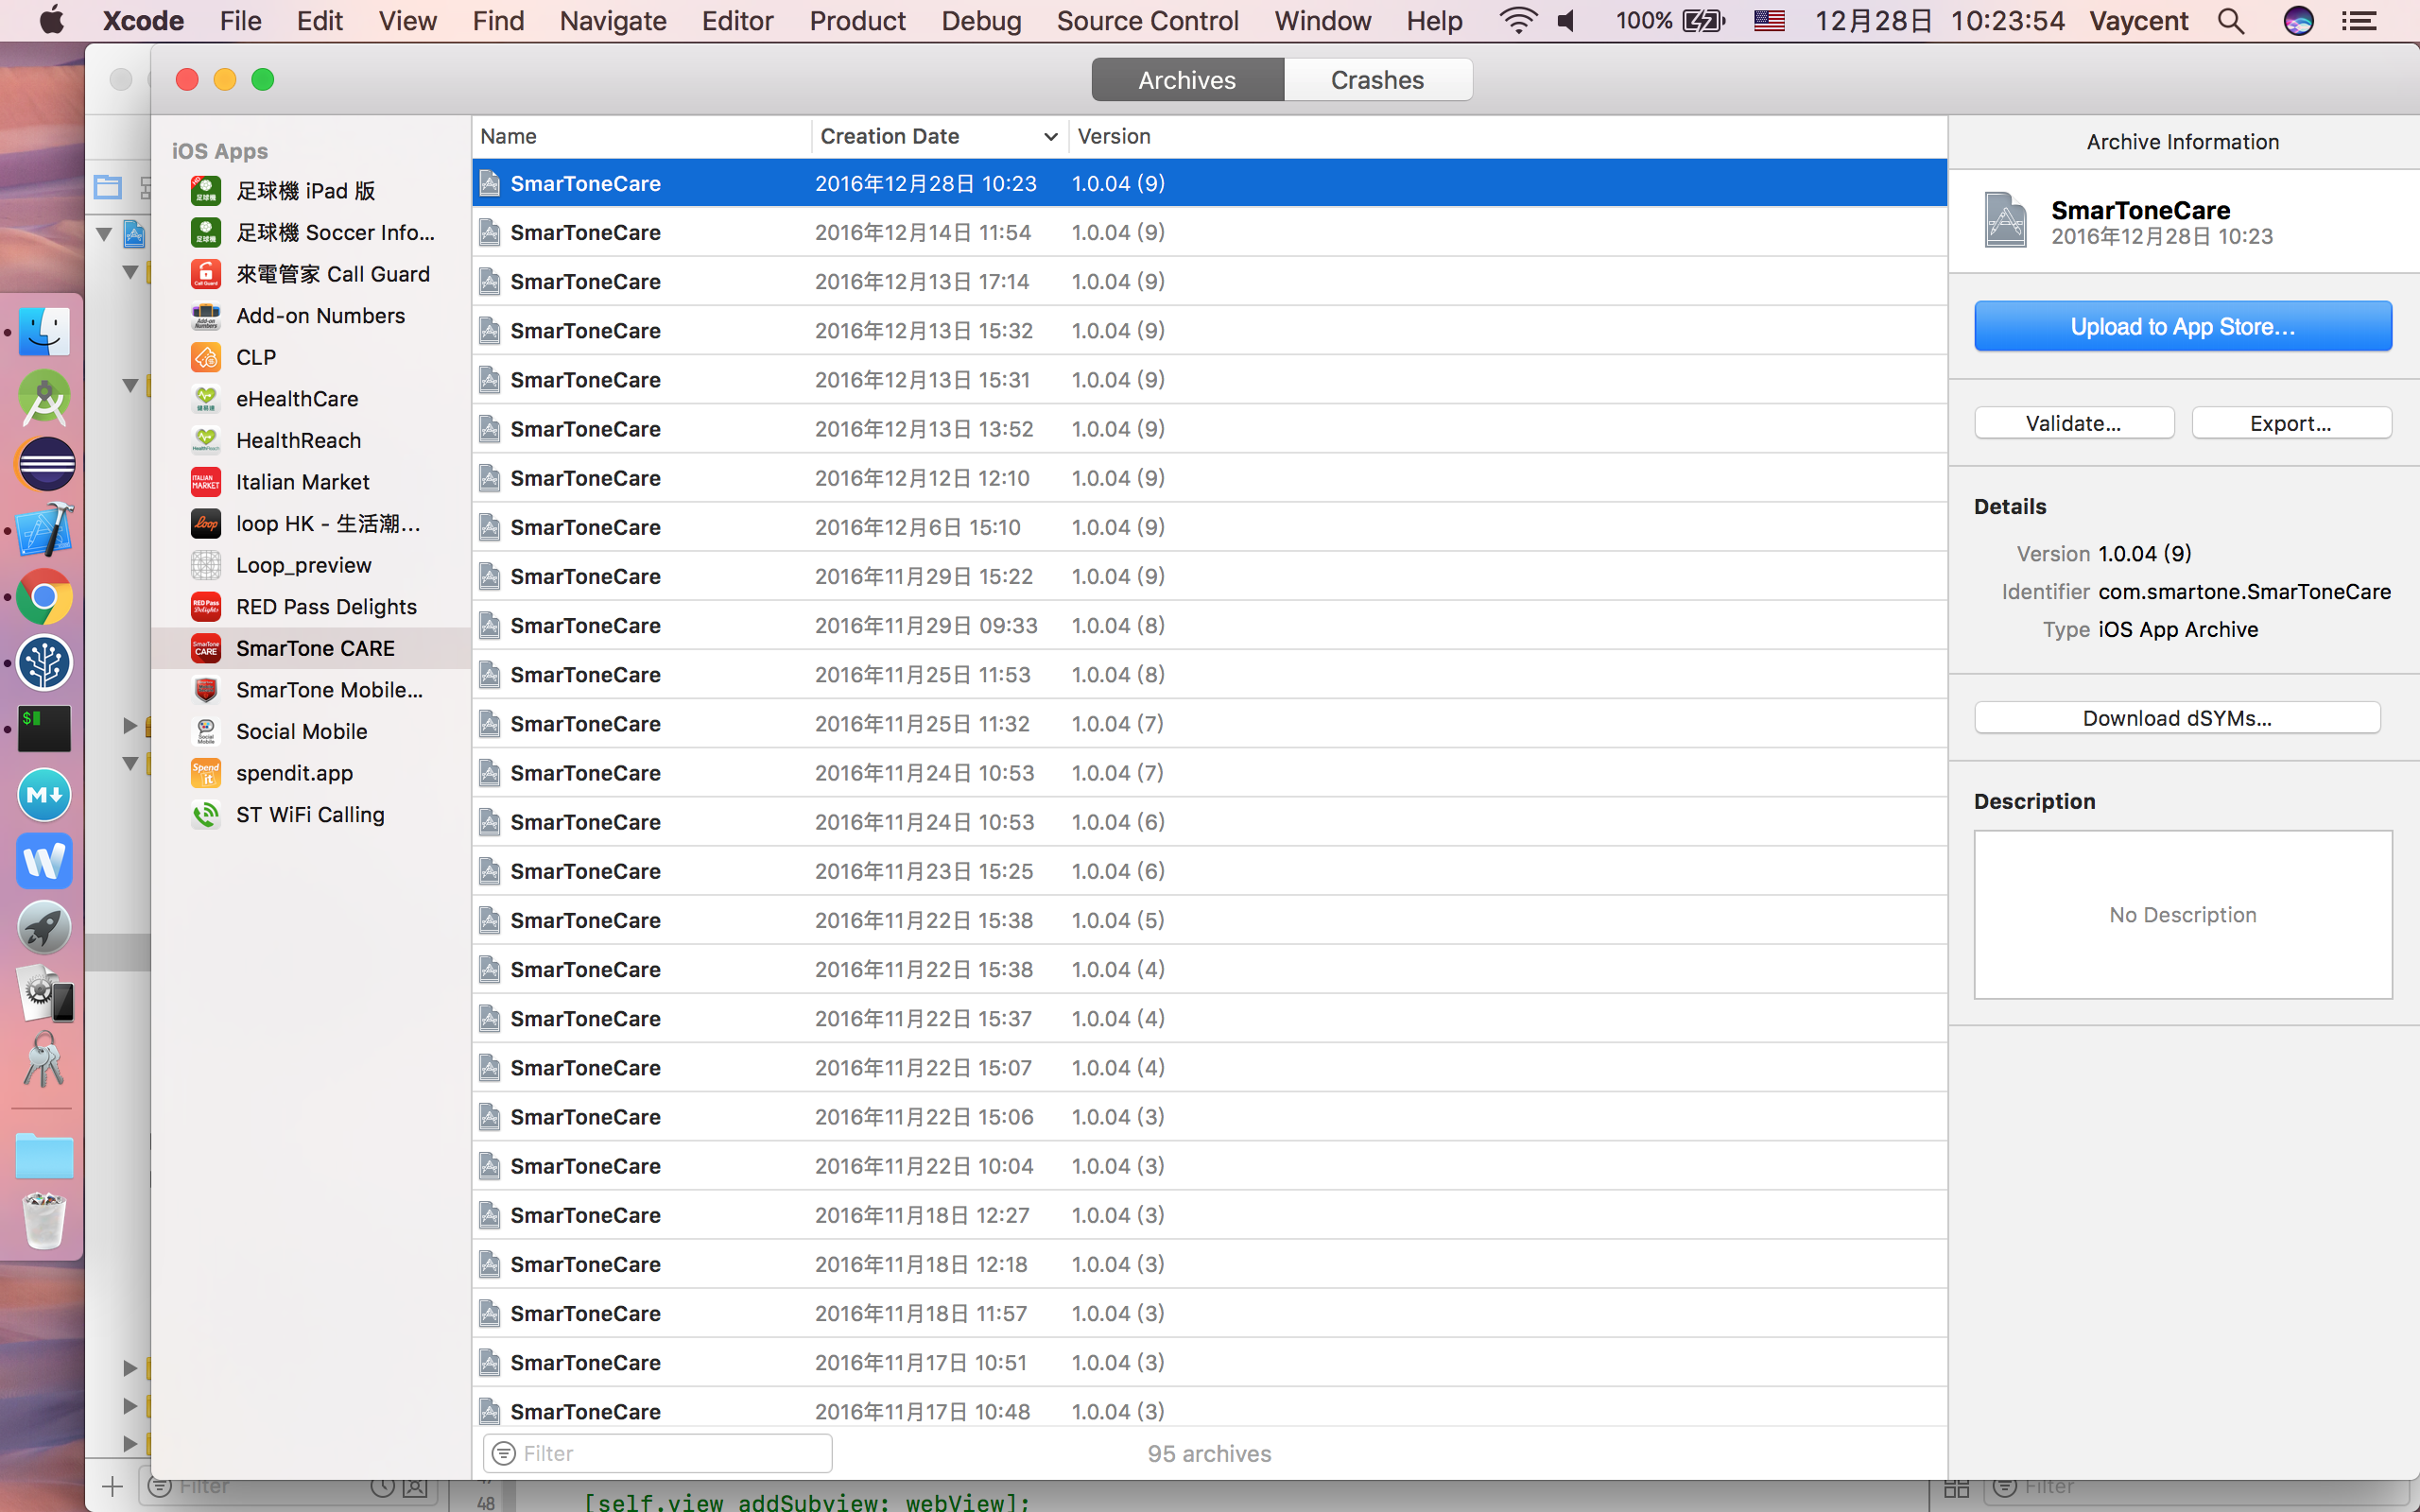 Xcode File Edit View Find Navigate Editor Product Debug Source Control Window Help 100% 12月28日 10:23:54 Vaycent
Archives Crashes
iOS Apps
足球機 iPad 版
足球機 Soccer Info...
來電管家 Call Guard
Add-on Numbers
CLP
eHealthCare
HealthReach
Italian Market
loop HK - 生活潮...
Loop_preview
RED Pass Delights
SmarTone CARE
SmarTone Mobile...
Social Mobile
spendit.app
ST WiFi Calling
Name Creation Date Version
SmarToneCare 2016年12月28日 10:23 1.0.04 (9)
SmarToneCare 2016年12月14日 11:54 1.0.04 (9)
SmarToneCare 2016年12月13日 17:14 1.0.04 (9)
SmarToneCare 2016年12月13日 15:32 1.0.04 (9)
SmarToneCare 2016年12月13日 15:31 1.0.04 (9)
SmarToneCare 2016年12月13日 13:52 1.0.04 (9)
SmarToneCare 2016年12月12日 12:10 1.0.04 (9)
SmarToneCare 2016年12月6日 15:10 1.0.04 (9)
SmarToneCare 2016年11月29日 15:22 1.0.04 (9)
SmarToneCare 2016年11月29日 09:33 1.0.04 (8)
SmarToneCare 2016年11月25日 11:53 1.0.04 (8)
SmarToneCare 2016年11月25日 11:32 1.0.04 (7)
SmarToneCare 2016年11月24日 10:53 1.0.04 (7)
SmarToneCare 2016年11月24日 10:53 1.0.04 (6)
SmarToneCare 2016年11月23日 15:25 1.0.04 (6)
SmarToneCare 2016年11月22日 15:38 1.0.04 (5)
SmarToneCare 2016年11月22日 15:38 1.0.04 (4)
SmarToneCare 2016年11月22日 15:37 1.0.04 (4)
SmarToneCare 2016年11月22日 15:07 1.0.04 (4)
SmarToneCare 2016年11月22日 15:06 1.0.04 (3)
SmarToneCare 2016年11月22日 10:04 1.0.04 (3)
SmarToneCare 2016年11月18日 12:27 1.0.04 (3)
SmarToneCare 2016年11月18日 12:18 1.0.04 (3)
SmarToneCare 2016年11月18日 11:57 1.0.04 (3)
SmarToneCare 2016年11月17日 10:51 1.0.04 (3)
SmarToneCare 2016年11月17日 10:48 1.0.04 (3)
Filter 95 archives
Archive Information
SmarToneCare
2016年12月28日 10:23
Upload to App Store...
Validate... Export...
Details
Version 1.0.04 (9)
Identifier com.smartone.SmarToneCare
Type iOS App Archive
Download dSYMs...
Description
No Description
Filter
48 [self.view addSubview: webView];
Filter